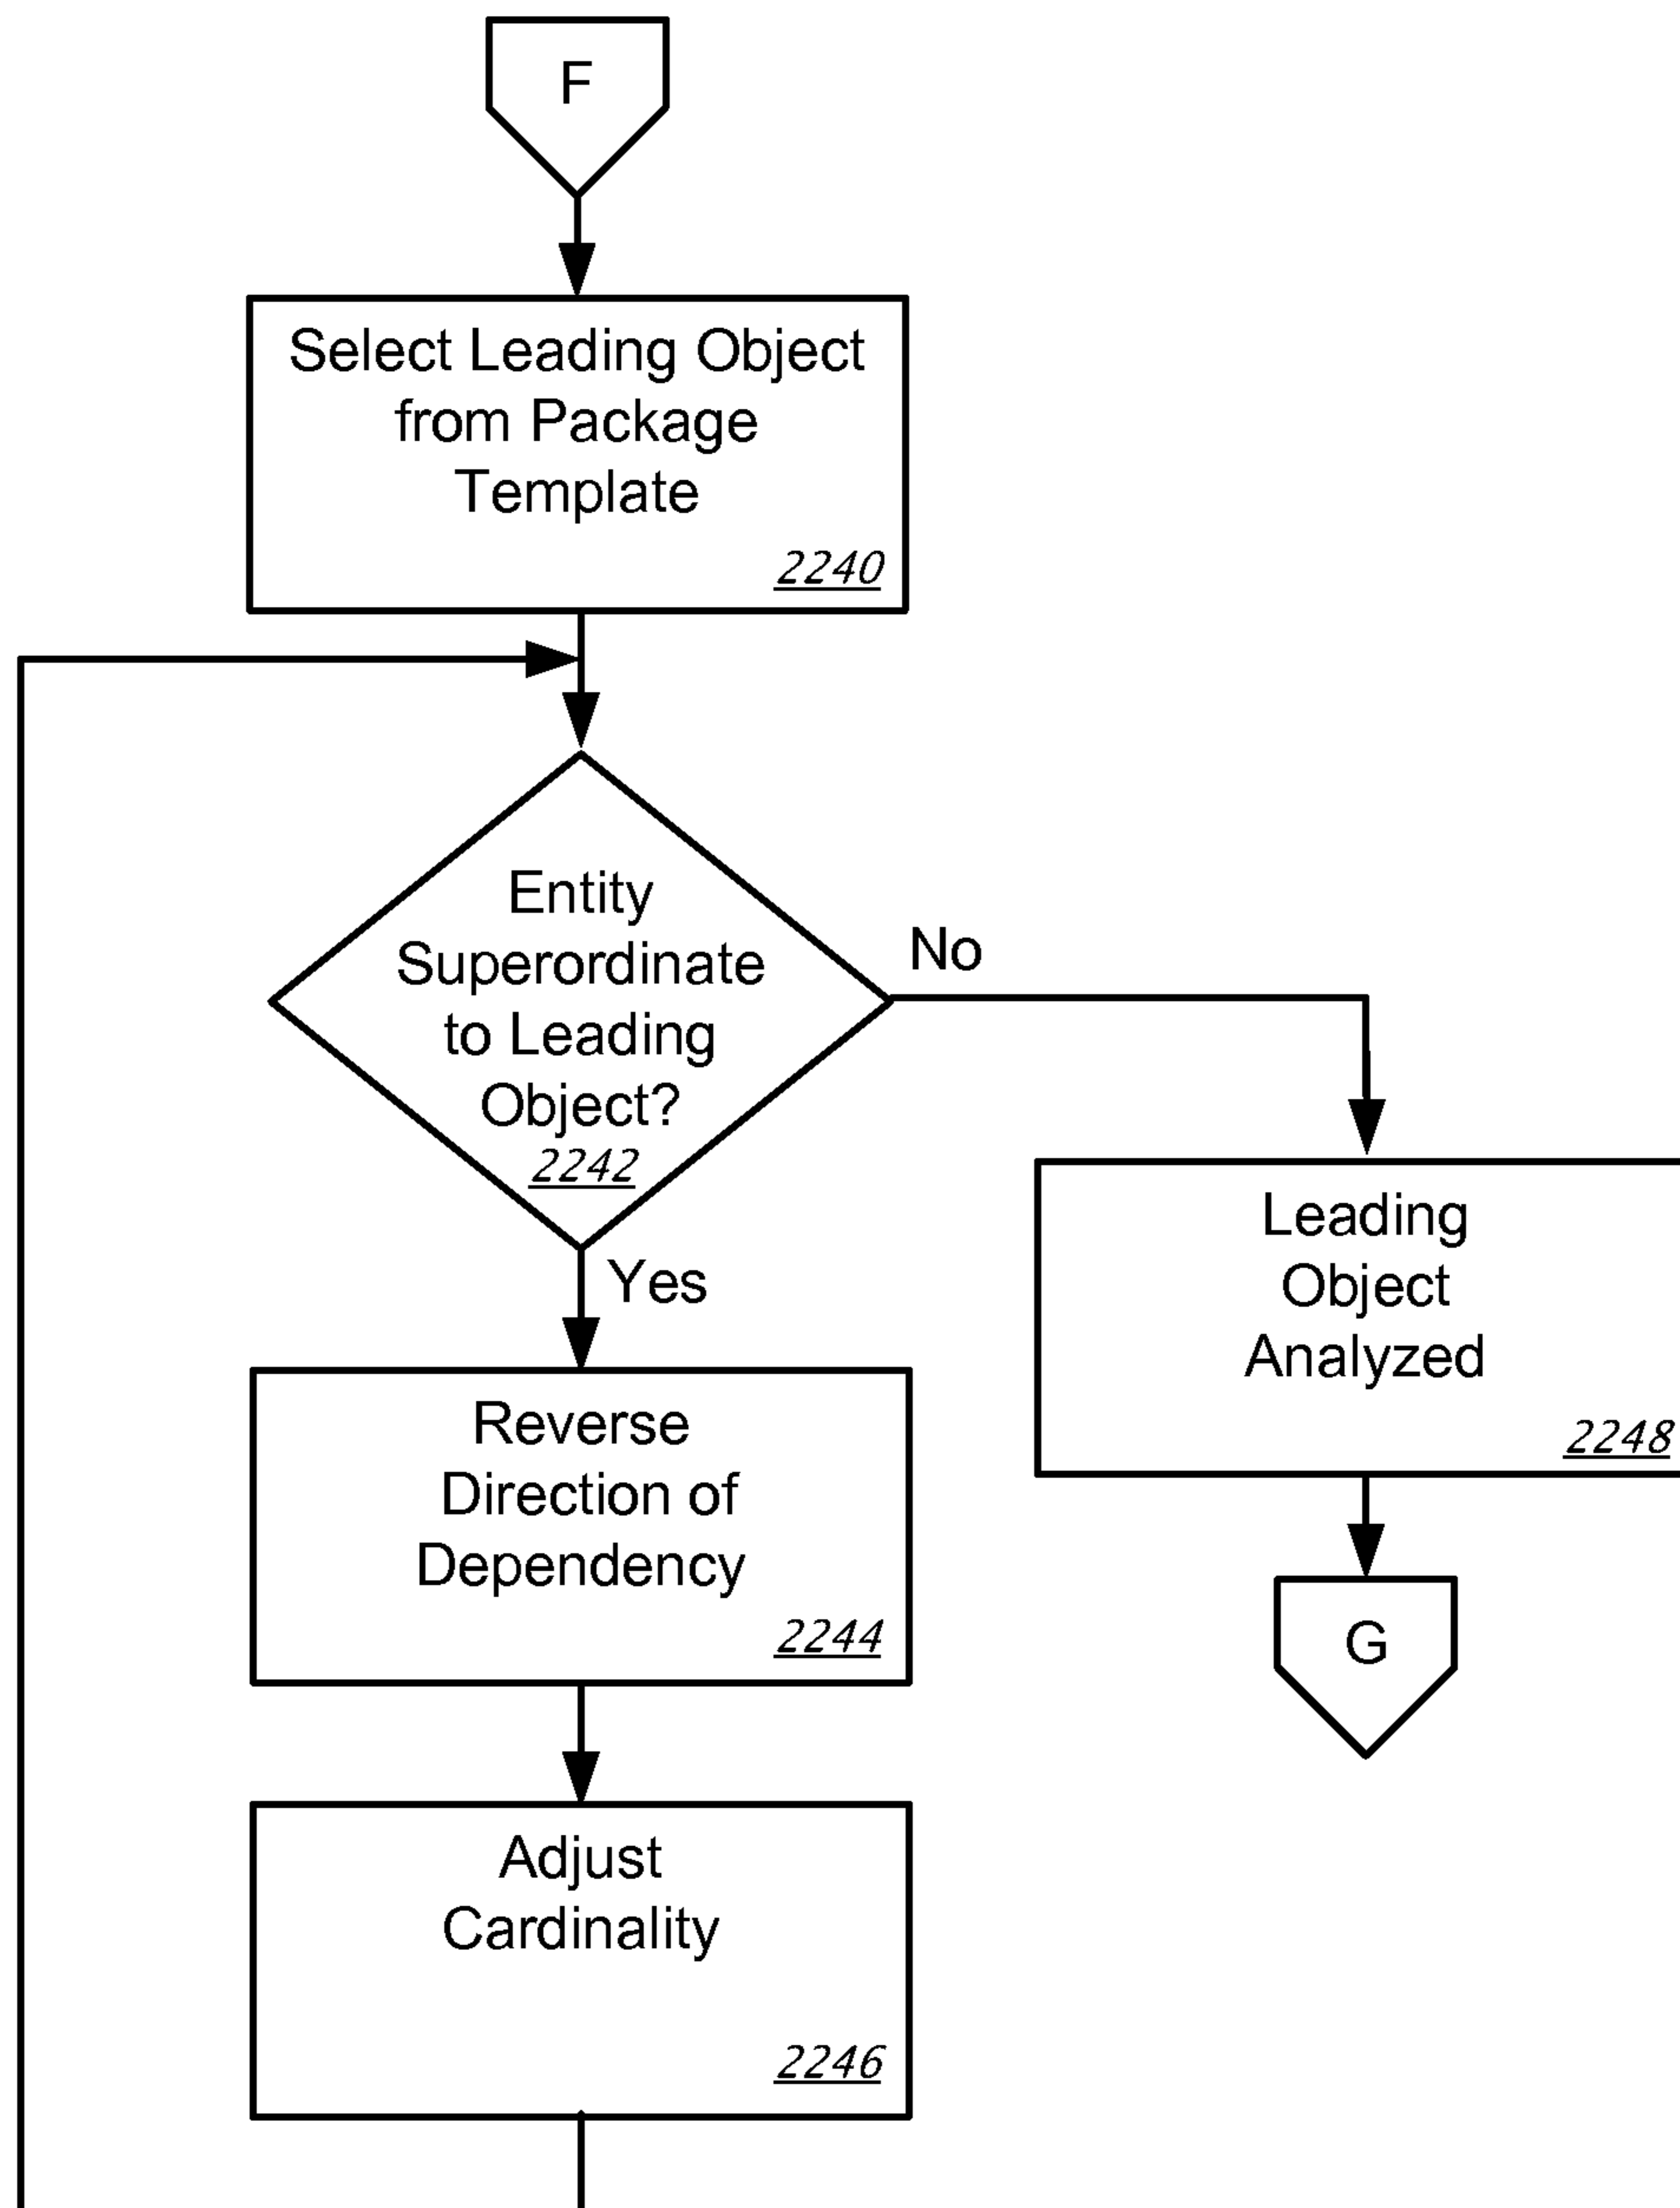 F
Select Leading Object
from Package
Template
2240
Entity
Superordinate
to Leading
Object?
2242
No
Yes
Leading
Object
Analyzed
2248
Reverse
Direction of
Dependency
2244
G
Adjust
Cardinality
2246